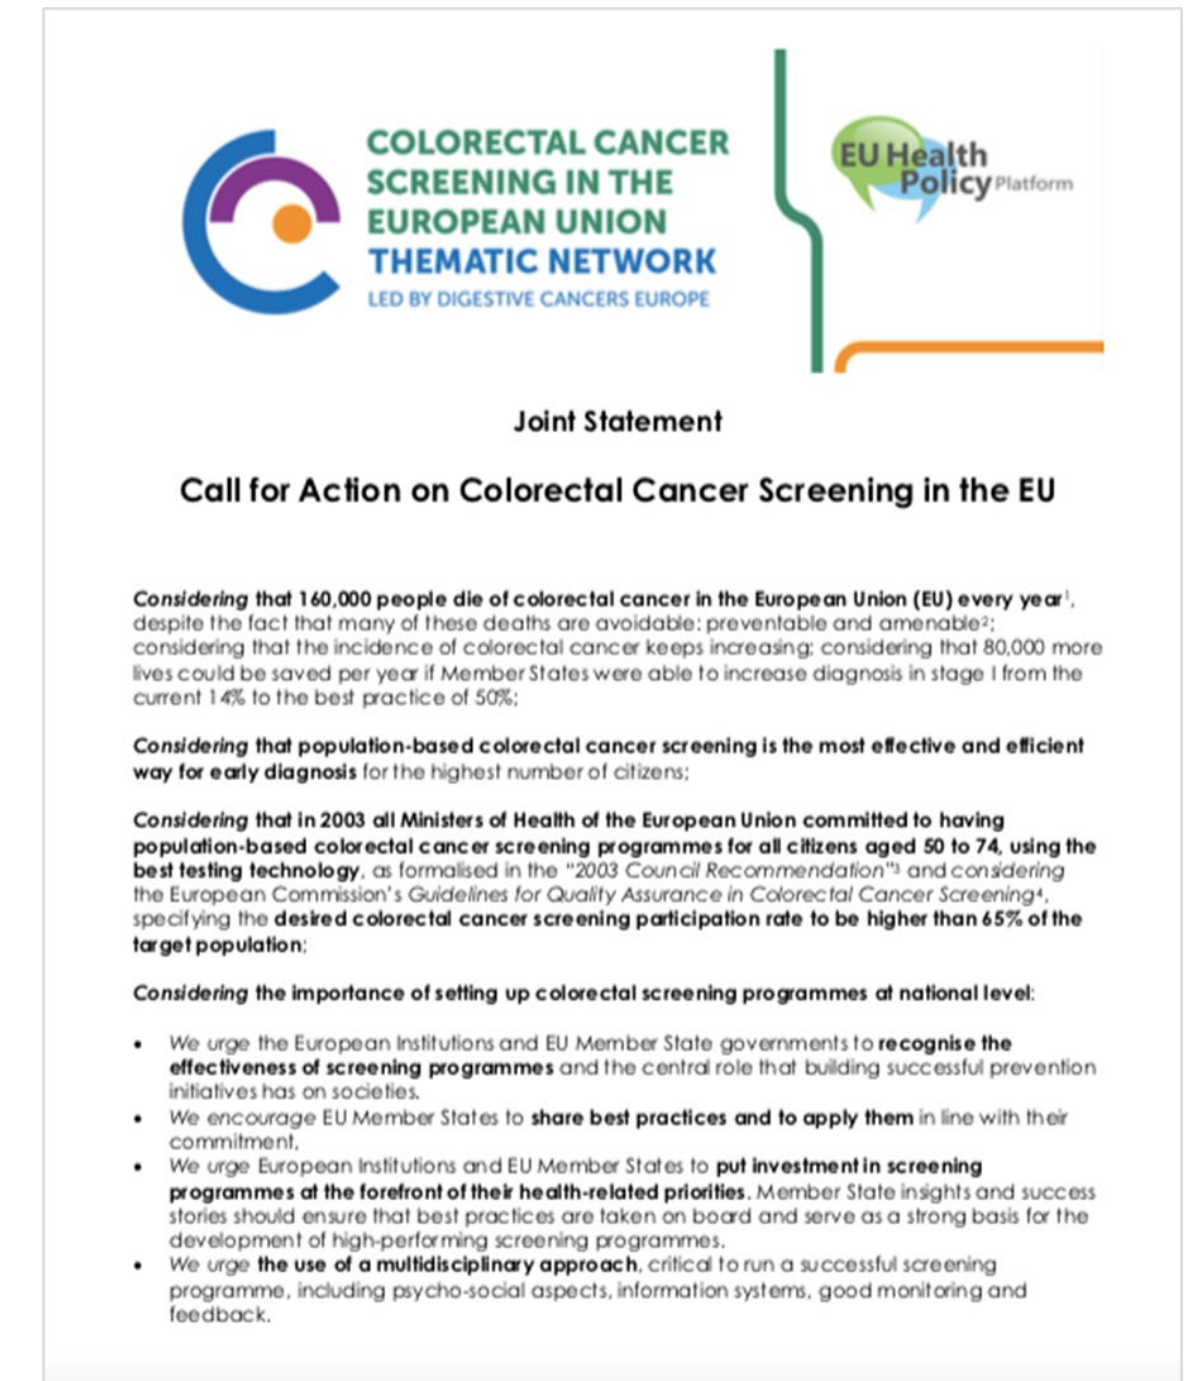 COLORECTAL CANCER
SCREENING IN THE
EUROPEAN UNION
THEMATIC NETWORK
LED BY DIGESTIVE CANCERS EUROPE
EU Health
Policy Platform
Joint Statement
Call for Action on Colorectal Cancer Screening in the EU
Considering that 160,000 people die of colorectal cancer in the European Union (EU) every year¹,
despite the fact that many of these deaths are avoidable: preventable and amenable²;
considering that the incidence of colorectal cancer keeps increasing; considering that 80,000 more
lives could be saved per year if Member States were able to increase diagnosis in stage I from the
current 14% to the best practice of 50%;
Considering that population-based colorectal cancer screening is the most effective and efficient
way for early diagnosis for the highest number of citizens;
Considering that in 2003 all Ministers of Health of the European Union committed to having
population-based colorectal cancer screening programmes for all citizens aged 50 to 74, using the
best testing technology, as formalised in the "2003 Council Recommendation"³ and considering
the European Commission's Guidelines for Quality Assurance in Colorectal Cancer Screening⁴,
specifying the desired colorectal cancer screening participation rate to be higher than 65% of the
target population;
Considering the importance of setting up colorectal screening programmes at national level:
• We urge the European Institutions and EU Member State governments to recognise the
effectiveness of screening programmes and the central role that building successful prevention
initiatives has on societies.
• We encourage EU Member States to share best practices and to apply them in line with their
commitment.
• We urge European Institutions and EU Member States to put investment in screening
programmes at the forefront of their health-related priorities. Member State insights and success
stories should ensure that best practices are taken on board and serve as a strong basis for the
development of high-performing screening programmes.
• We urge the use of a multidisciplinary approach, critical to run a successful screening
programme, including psycho-social aspects, information systems, good monitoring and
feedback.